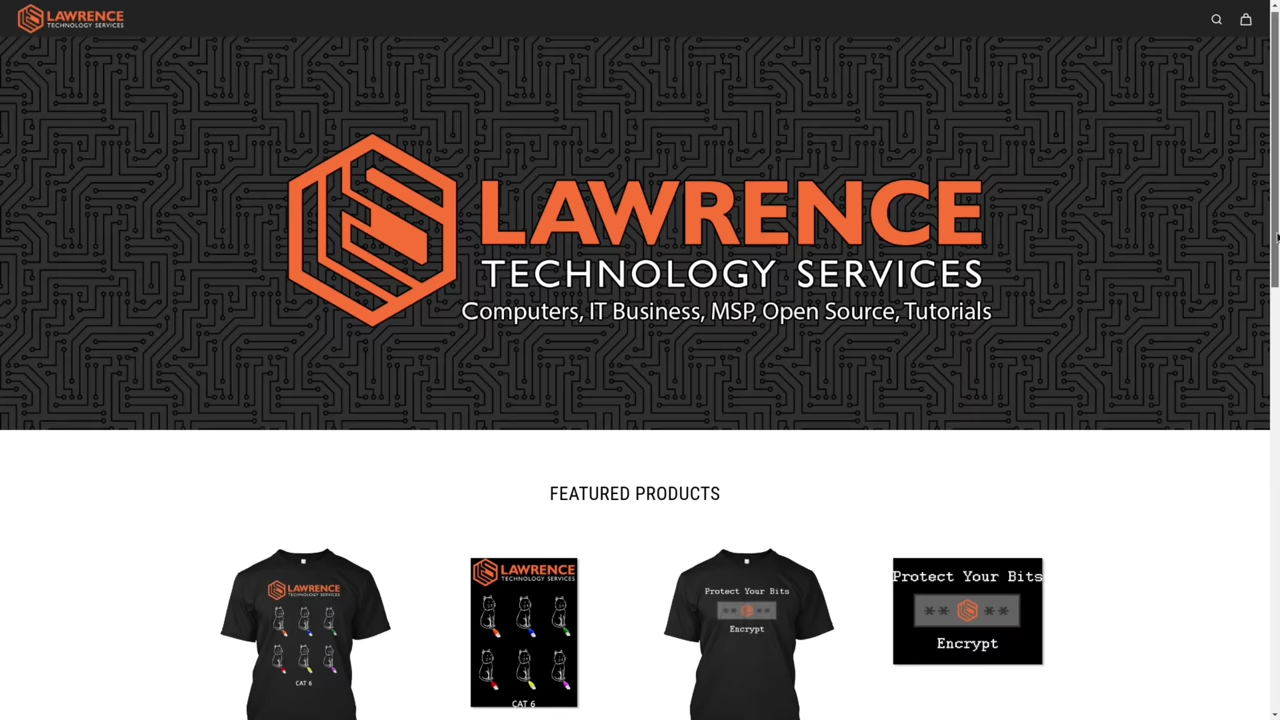 LAWRENCE
TECHNOLOGY SERVICES
LAWRENCE
TECHNOLOGY SERVICES
Computers, IT Business, MSP, Open Source, Tutorials
FEATURED PRODUCTS
LAWRENCE
TECHNOLOGY SERVICES
CAT 6
LAWRENCE
TECHNOLOGY SERVICES
CAT 6
Protect Your Bits
** **
Encrypt
Protect Your Bits
** **
Encrypt